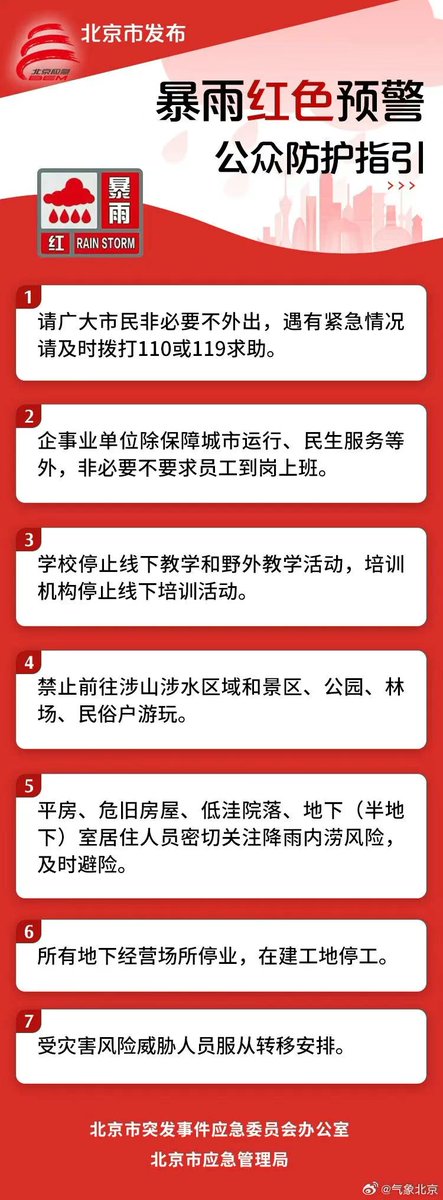 北京应急
BEM
北京市发布
暴雨红色预警
公众防护指引
>>>
暴雨
红 RAIN STORM
1
请广大市民非必要不外出，遇有紧急情况
请及时拨打110或119求助。
2
企事业单位除保障城市运行、民生服务等
外，非必要不要求员工到岗上班。
3
学校停止线下教学和野外教学活动，培训
机构停止线下培训活动。
4
禁止前往涉山涉水区域和景区、公园、林
场、民俗户游玩。
5
平房、危旧房屋、低洼院落、地下（半地
下）室居住人员密切关注降雨内涝风险，
及时避险。
6
所有地下经营场所停业，在建工地停工。
7
受灾害风险威胁人员服从转移安排。
北京市突发事件应急委员会办公室
北京市应急管理局
@气象北京